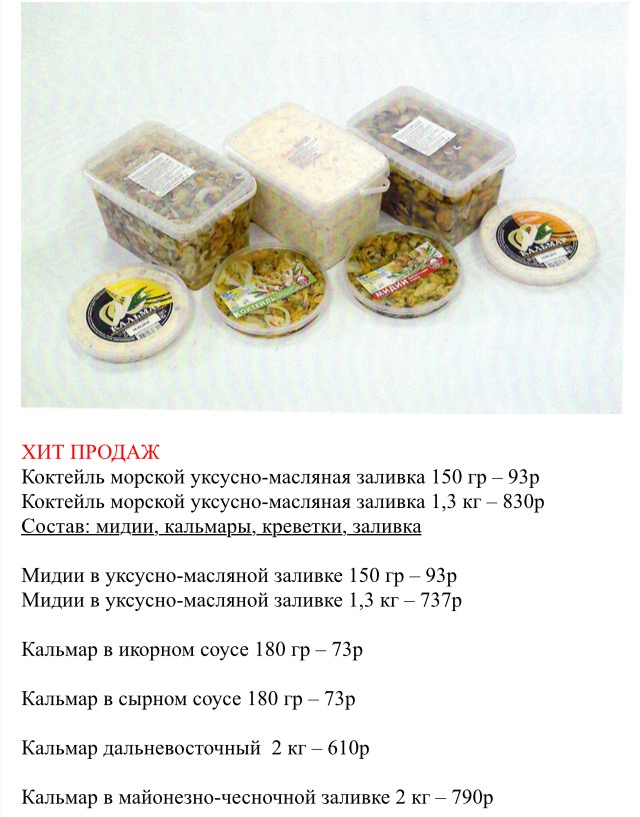 КАЛЬМАР
КОКТЕЙЛЬ
МИДИИ
КАЛЬМАР
ХИТ ПРОДАЖ
Коктейль морской уксусно-масляная заливка 150 гр – 93р
Коктейль морской уксусно-масляная заливка 1,3 кг – 830р
Состав: мидии, кальмары, креветки, заливка
Мидии в уксусно-масляной заливке 150 гр – 93р
Мидии в уксусно-масляной заливке 1,3 кг – 737р
Кальмар в икорном соусе 180 гр – 73р
Кальмар в сырном соусе 180 гр – 73р
Кальмар дальневосточный 2 кг – 610р
Кальмар в майонезно-чесночной заливке 2 кг – 790р